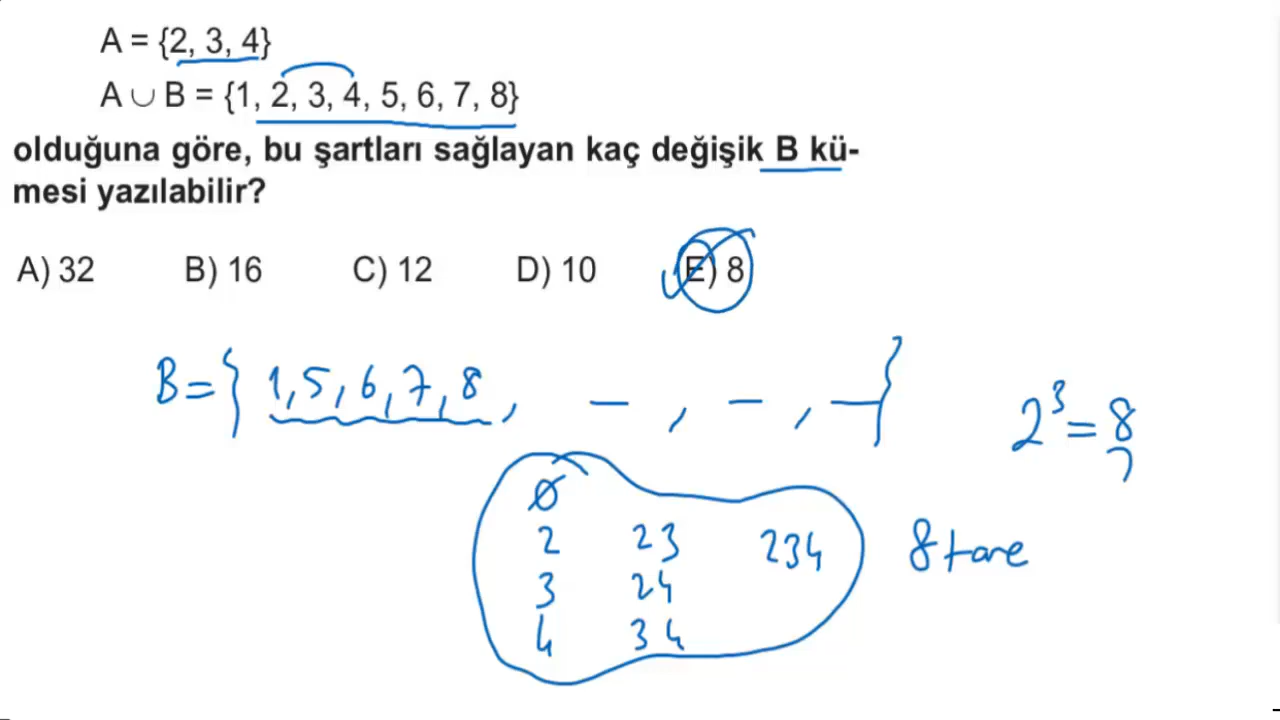 A = {2, 3, 4}
A ∪ B = {1, 2, 3, 4, 5, 6, 7, 8}
olduğuna göre, bu şartları sağlayan kaç değişik B kü-
mesi yazılabilir?
A) 32 B) 16 C) 12 D) 10 E) 8
B = { 1, 5, 6, 7, 8, _ , _ , _ }
2³ = 8
Ø
2 23 234 8 tane
3 24
4 34